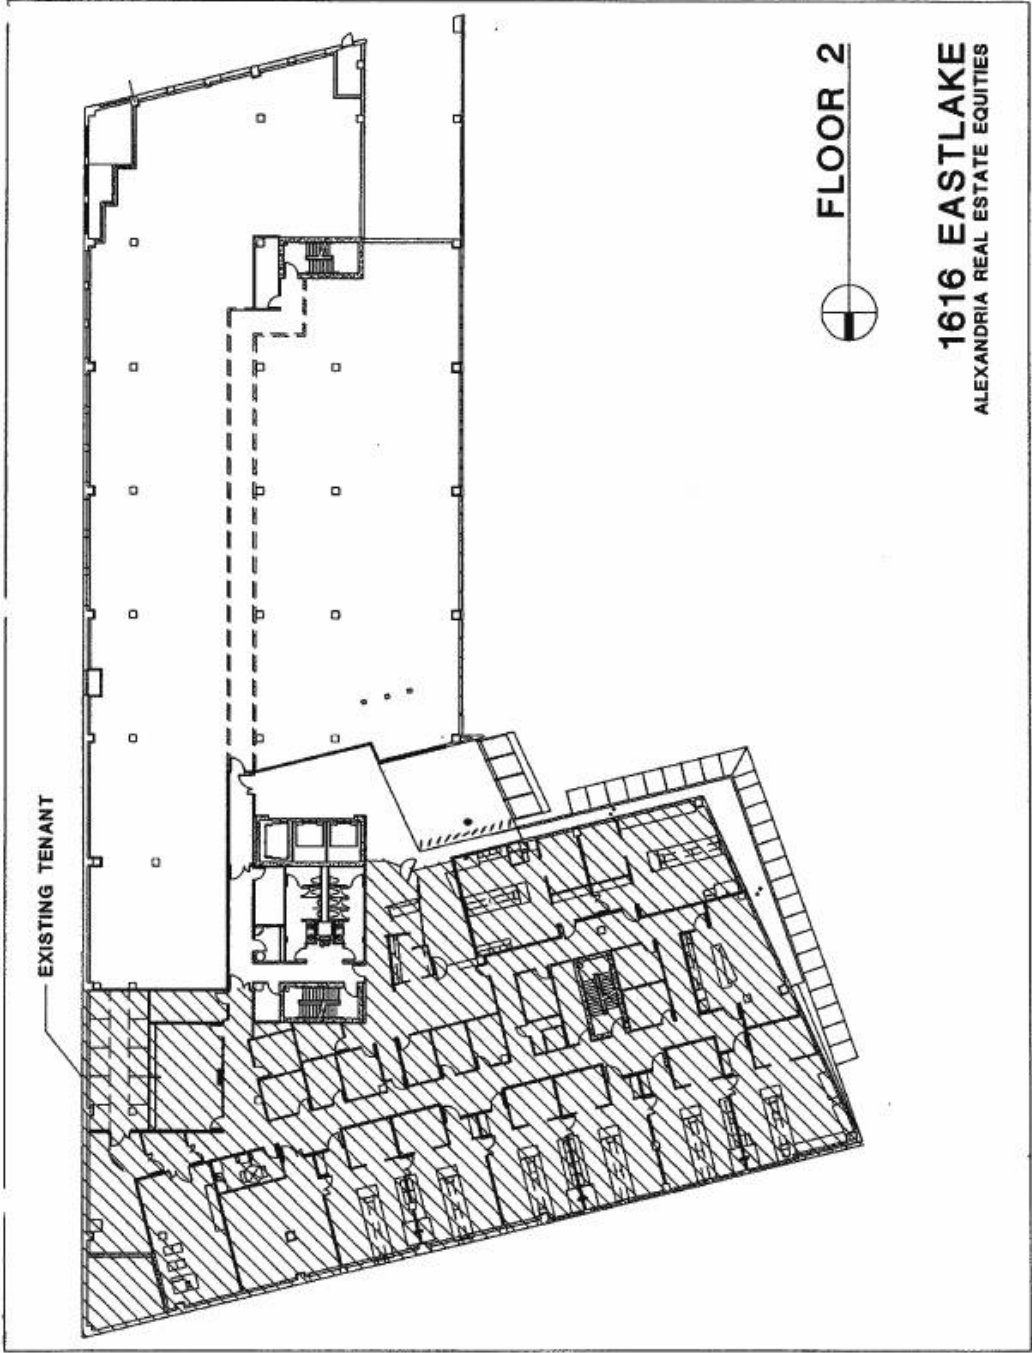 EXISTING TENANT
FLOOR 2
1616 EASTLAKE
ALEXANDRIA REAL ESTATE EQUITIES